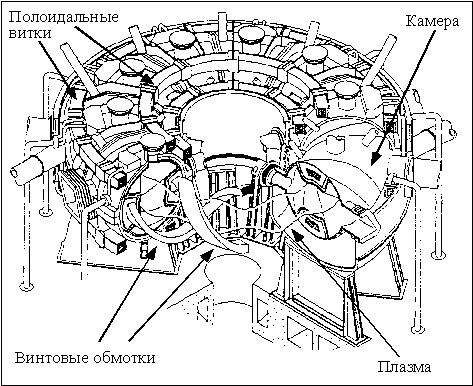 Полоидальные
витки
Камера
Винтовые обмотки
Плазма